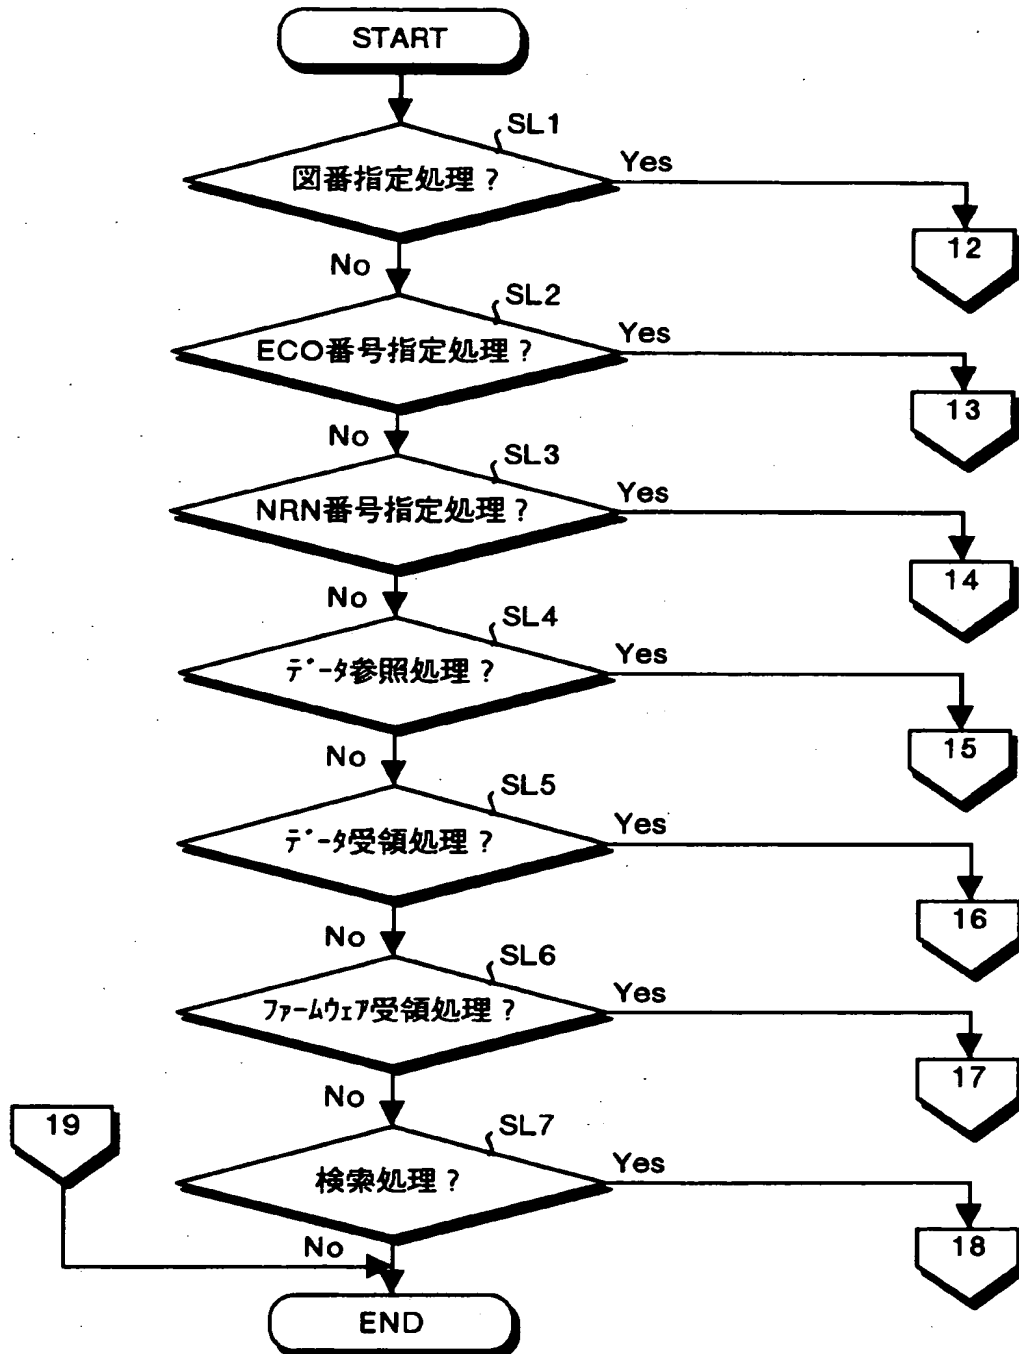 START
SL1
図番指定処理?
Yes
12
No
SL2
ECO番号指定処理?
Yes
13
No
SL3
NRN番号指定処理?
Yes
14
No
SL4
データ参照処理?
Yes
15
No
SL5
データ受領処理?
Yes
16
No
SL6
ファームウェア受領処理?
Yes
17
No
19
SL7
検索処理?
Yes
18
No
END